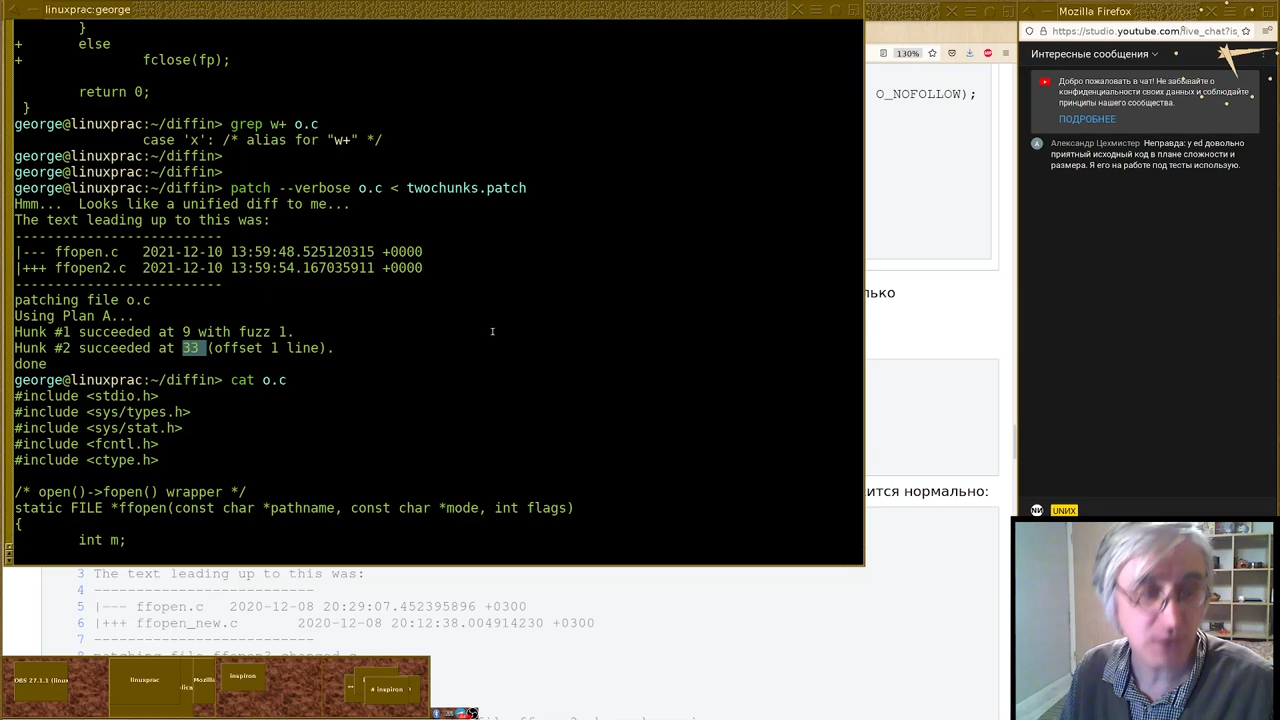 linuxprac:george
}
+ else
+ fclose(fp);
return 0;
}
george@linuxprac:~/diffin> grep w+ o.c
case 'x': /* alias for "w+" */
george@linuxprac:~/diffin>
george@linuxprac:~/diffin>
george@linuxprac:~/diffin> patch --verbose o.c < twochunks.patch
Hmm... Looks like a unified diff to me...
The text leading up to this was:
--------------------------
|--- ffopen.c 2021-12-10 13:59:48.525120315 +0000
|+++ ffopen2.c 2021-12-10 13:59:54.167035911 +0000
--------------------------
patching file o.c
Using Plan A...
Hunk #1 succeeded at 9 with fuzz 1.
Hunk #2 succeeded at 33 (offset 1 line).
done
george@linuxprac:~/diffin> cat o.c
#include <stdio.h>
#include <sys/types.h>
#include <sys/stat.h>
#include <fcntl.h>
#include <ctype.h>
/* open()->fopen() wrapper */
static FILE *ffopen(const char *pathname, const char *mode, int flags)
{
int m;
130%
O_NOFOLLOW);
лько
ится нормально:
3 The text leading up to this was:
4 --------------------------
5 |--- ffopen.c 2020-12-08 20:29:07.452395896 +0300
6 |+++ ffopen_new.c 2020-12-08 20:12:38.004914230 +0300
7 --------------------------
Mozilla Firefox
https://studio.youtube.com/live_chat?is_
Интересные сообщения
Добро пожаловать в чат! Не забывайте о
конфиденциальности своих данных и соблюдайте
принципы нашего сообщества.
ПОДРОБНЕЕ
А
Александр Цехмистер Неправда: у ed довольно
приятный исходный код в плане сложности и
размера. Я его на работе под тесты использую.
UNИX
OBS 27.1.1 (linux
linuxprac
Mozilla
inspiron
# inspiron